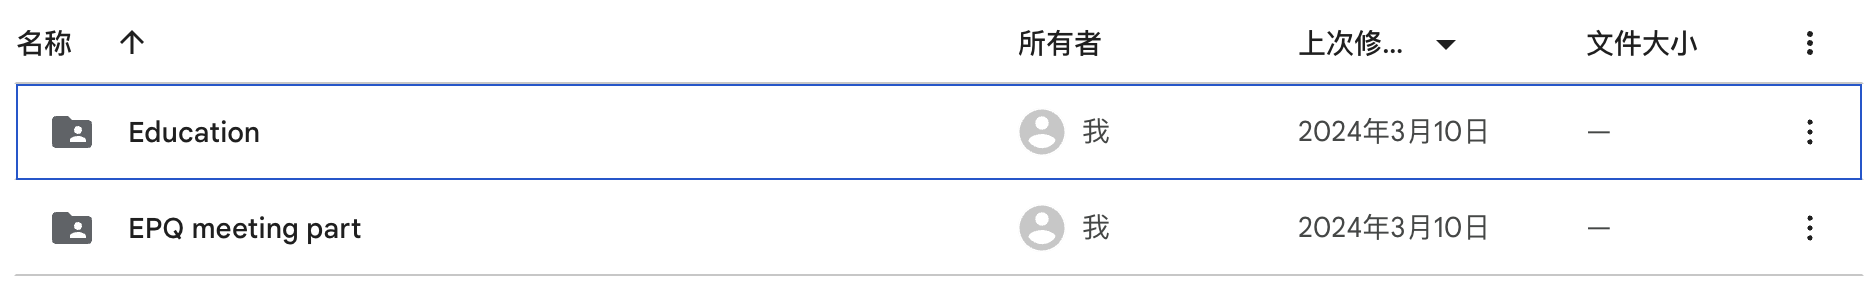 名称 所有者 上次修... 文件大小
Education 我 2024年3月10日 —
EPQ meeting part 我 2024年3月10日 —